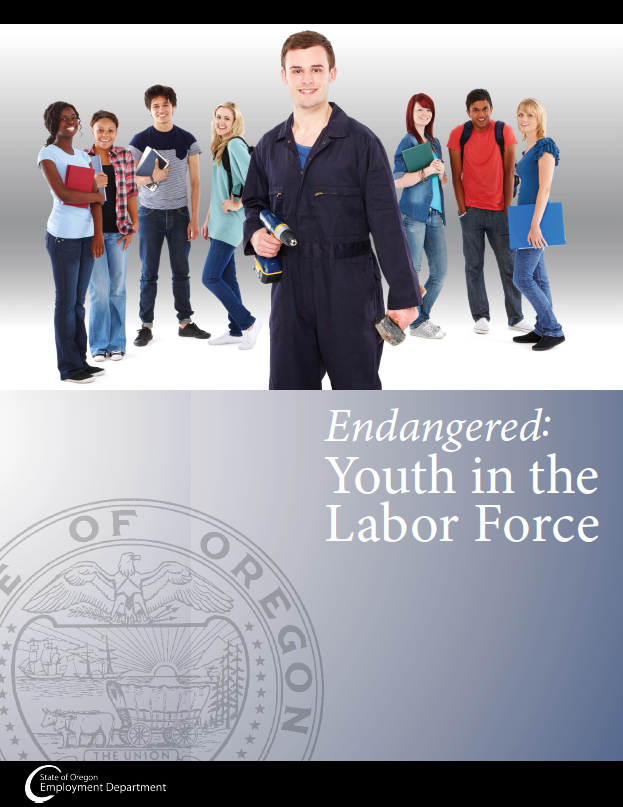 Endangered:
Youth in the
Labor Force
E OF OREGON
THE UNION
State of Oregon
Employment Department